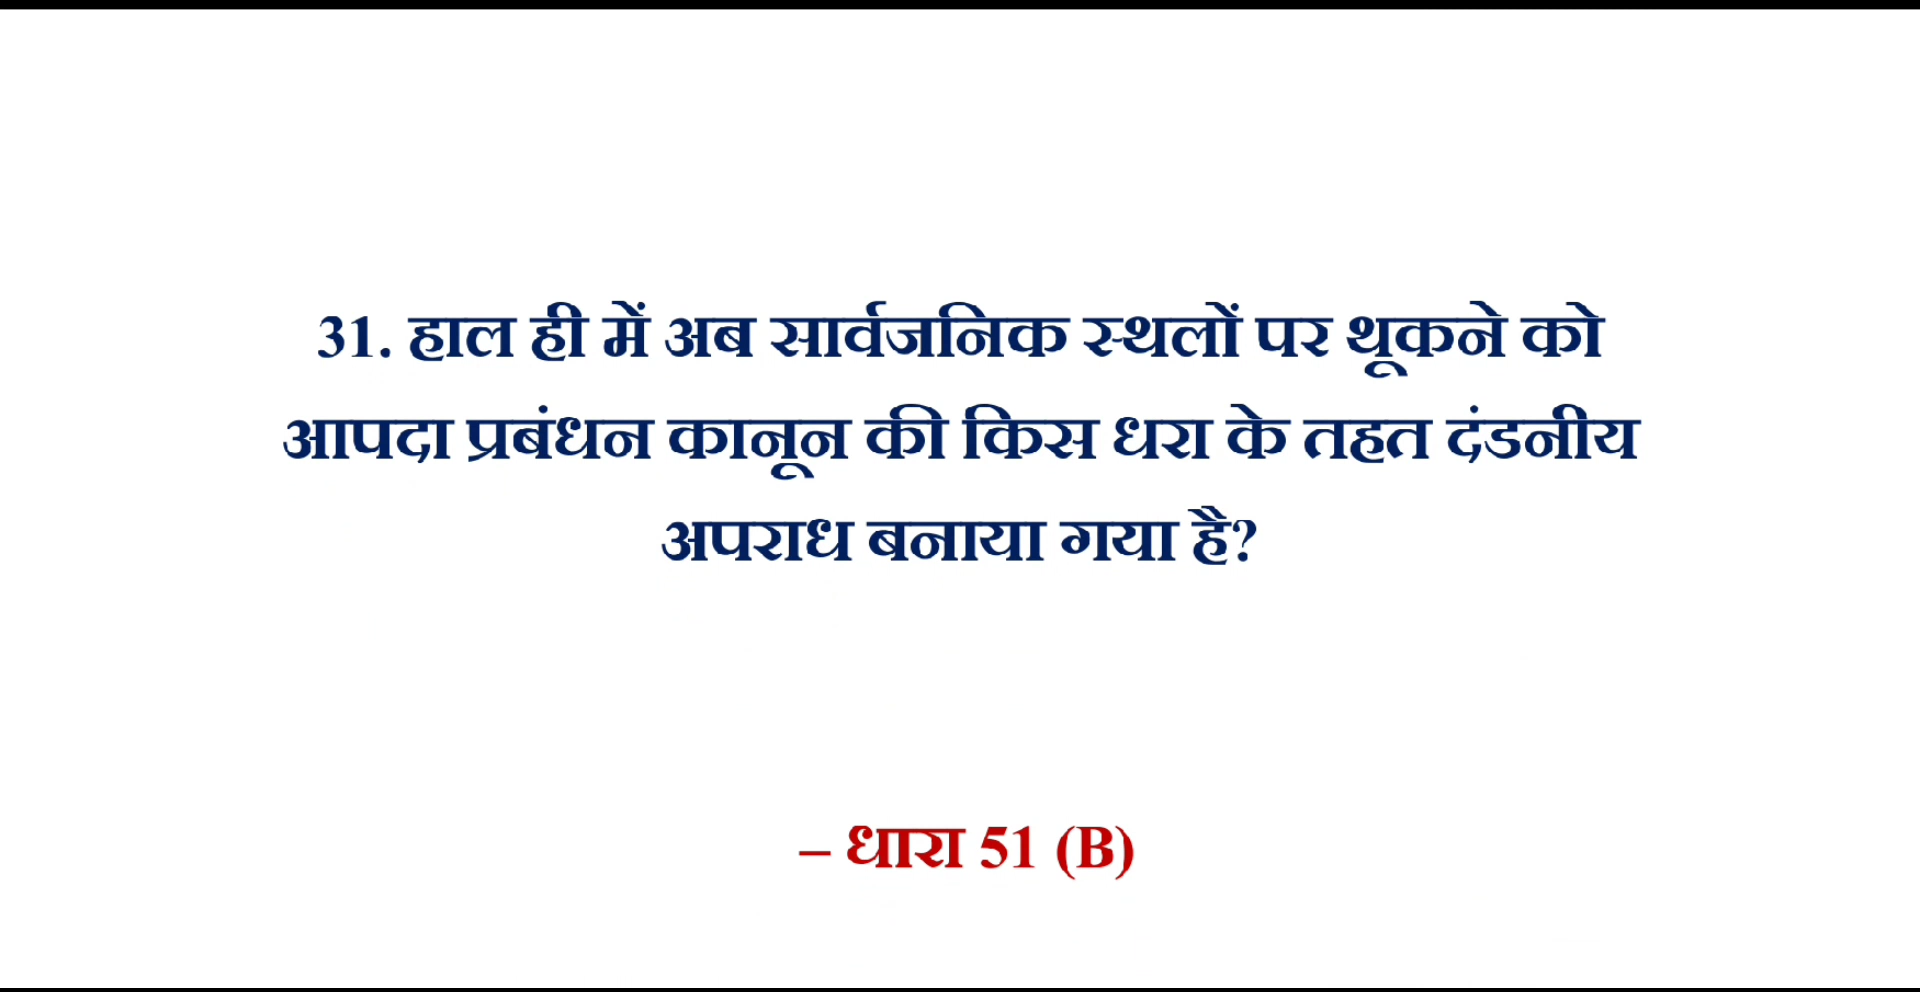 31. हाल ही में अब सार्वजनिक स्थलों पर थूकने को
आपदा प्रबंधन कानून की किस धरा के तहत दंडनीय
अपराध बनाया गया है?
– धारा 51 (B)